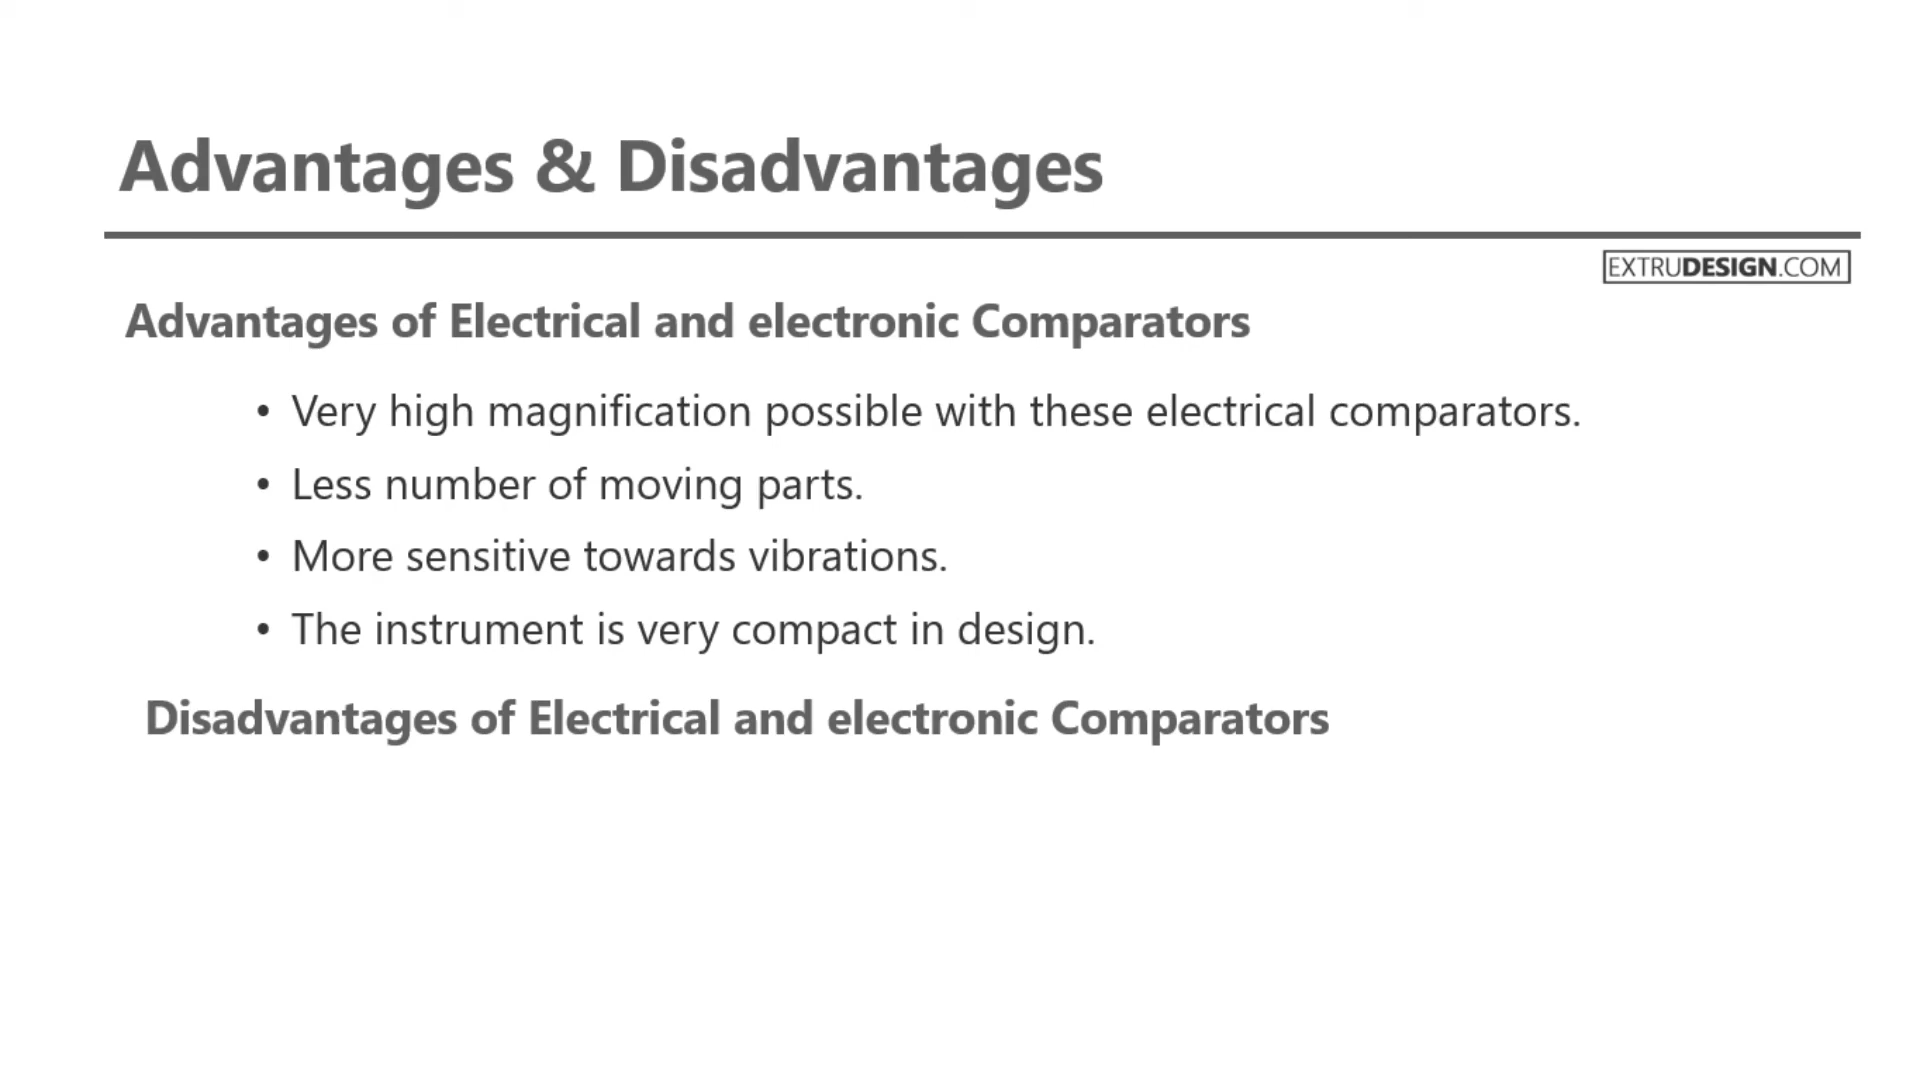 Advantages & Disadvantages
EXTRUDESIGN.COM
Advantages of Electrical and electronic Comparators
• Very high magnification possible with these electrical comparators.
• Less number of moving parts.
• More sensitive towards vibrations.
• The instrument is very compact in design.
Disadvantages of Electrical and electronic Comparators